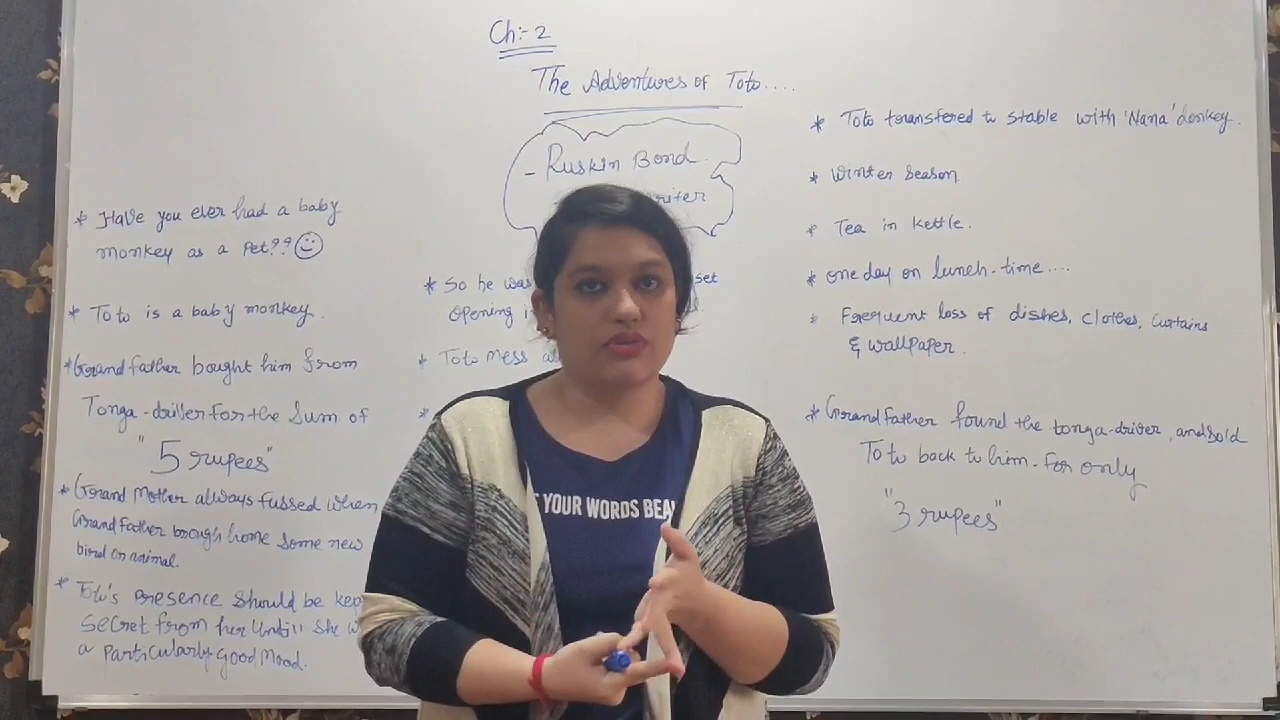 Ch:- 2
The Adventures of Toto....
- Ruskin Bond
* Have you ever had a baby
monkey as a Pet??
* Toto is a baby monkey.
* Grand father bought him from
Tonga-driver for the Sum of
"5 rupees"
* Grand Mother always fussed when
Grand father brough home some new
bird or animal.
* Toto's Presence should be
secret from her Until She
a Particularly Good Mood.
* So he was
opening
* Toto Mess
*
* Toto transfered to stable with 'Nana' donkey.
* Winter Season
* Tea in Kettle.
* one day on lunch-time....
* Frequent loss of dishes, clothes, Curtains
& wallpaper.
* Grandfather found the tonga-driver, and sold
Toto back to him. For only
"3 rupees"
YOUR WORDS